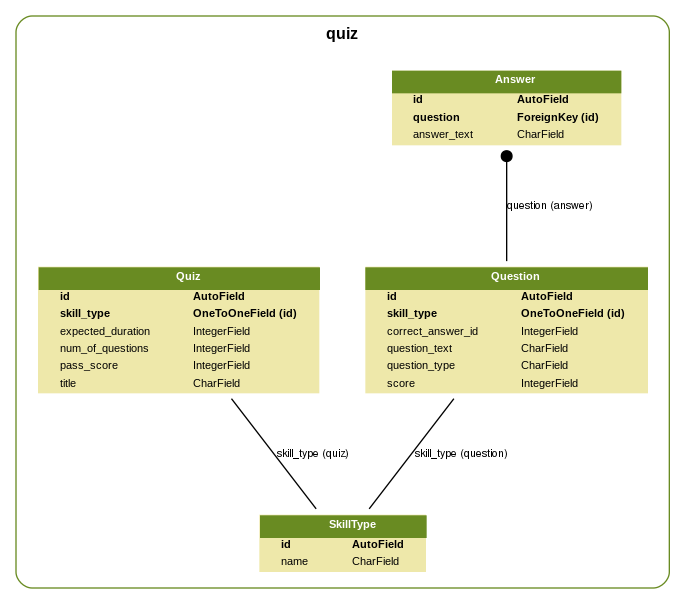 quiz
Answer
id AutoField
question ForeignKey (id)
answer_text CharField
question (answer)
Quiz
id AutoField
skill_type OneToOneField (id)
expected_duration IntegerField
num_of_questions IntegerField
pass_score IntegerField
title CharField
Question
id AutoField
skill_type OneToOneField (id)
correct_answer_id IntegerField
question_text CharField
question_type CharField
score IntegerField
skill_type (quiz)
skill_type (question)
SkillType
id AutoField
name CharField